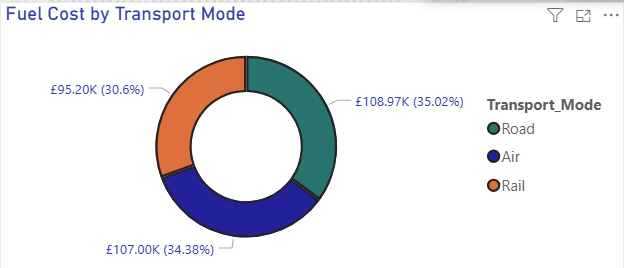 Fuel Cost by Transport Mode
£95.20K (30.6%)
£108.97K (35.02%)
£107.00K (34.38%)
Transport_Mode
Road
Air
Rail